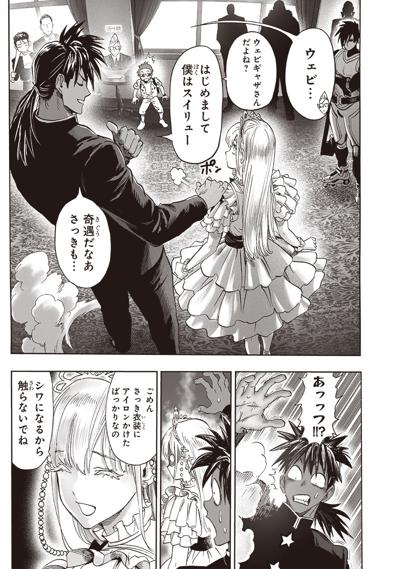 ウェビ…
ウェビギャザさん
だよね?
はじめまして
僕はスイリュー
ポン
奇遇だなあ
さっきも…
あっっっ!!?
ごめん
さっき衣装に
アイロンかけた
ばっかりなの
シワになるから
触らないでね